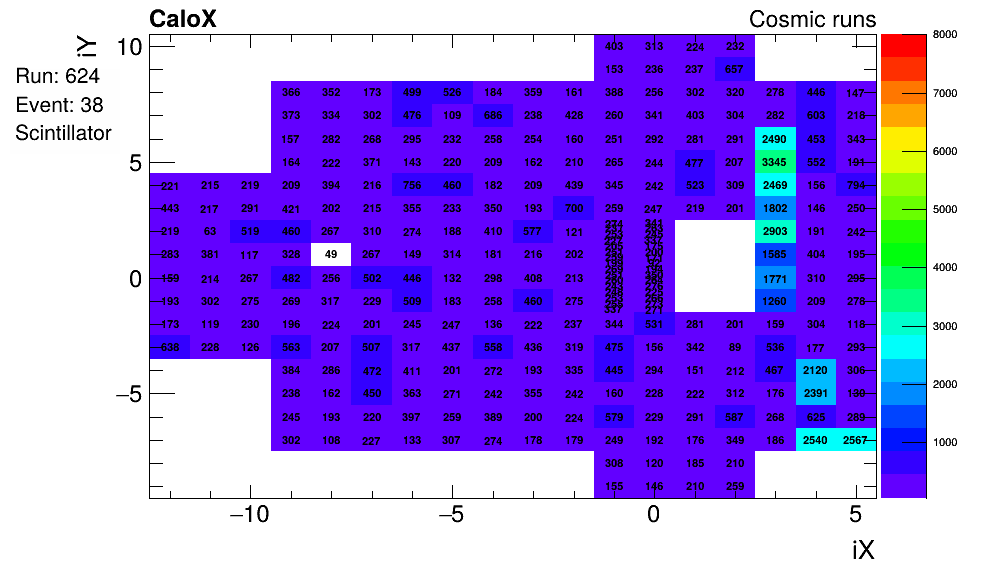 CaloX Cosmic runs
iY
Run: 624
Event: 38
Scintillator
10 403 313 224 232 8000
153 236 237 657
366 352 173 499 526 184 359 161 388 256 302 320 278 446 147
373 334 302 476 109 686 238 428 260 341 403 304 282 603 218 7000
157 282 268 295 232 258 254 160 251 292 281 291 2490 453 343
5 164 222 371 143 220 209 162 210 265 244 477 207 3345 552 191 6000
221 215 219 209 394 216 756 460 182 209 439 345 242 523 309 2469 156 794
443 217 291 421 202 215 355 233 350 193 700 259 247 219 201 1802 146 250 5000
219 63 519 460 267 310 274 188 410 577 121 2903 191 242
283 381 117 328 49 267 149 314 181 216 202 1585 404 195 4000
0 159 214 267 482 256 502 446 132 298 408 213 1771 310 295
193 302 275 269 317 229 509 183 258 460 275 1260 209 278
337 271
173 119 230 196 224 201 245 247 136 222 237 344 531 281 201 159 304 118 3000
638 228 126 563 207 507 317 437 558 436 319 475 156 342 89 536 177 293
384 286 472 411 201 272 193 335 445 294 151 212 467 2120 306 2000
-5 238 162 450 363 271 242 355 242 160 228 222 312 176 2391 130
245 193 220 397 259 389 200 224 579 229 291 587 268 625 289
302 108 227 133 307 274 178 179 249 192 176 349 186 2540 2567 1000
308 120 185 210
155 146 210 259
−10 −5 0 5
iX